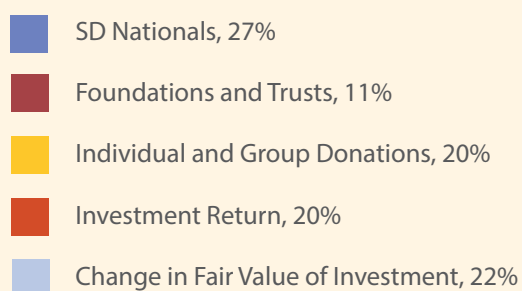 SD Nationals, 27%
Foundations and Trusts, 11%
Individual and Group Donations, 20%
Investment Return, 20%
Change in Fair Value of Investment, 22%